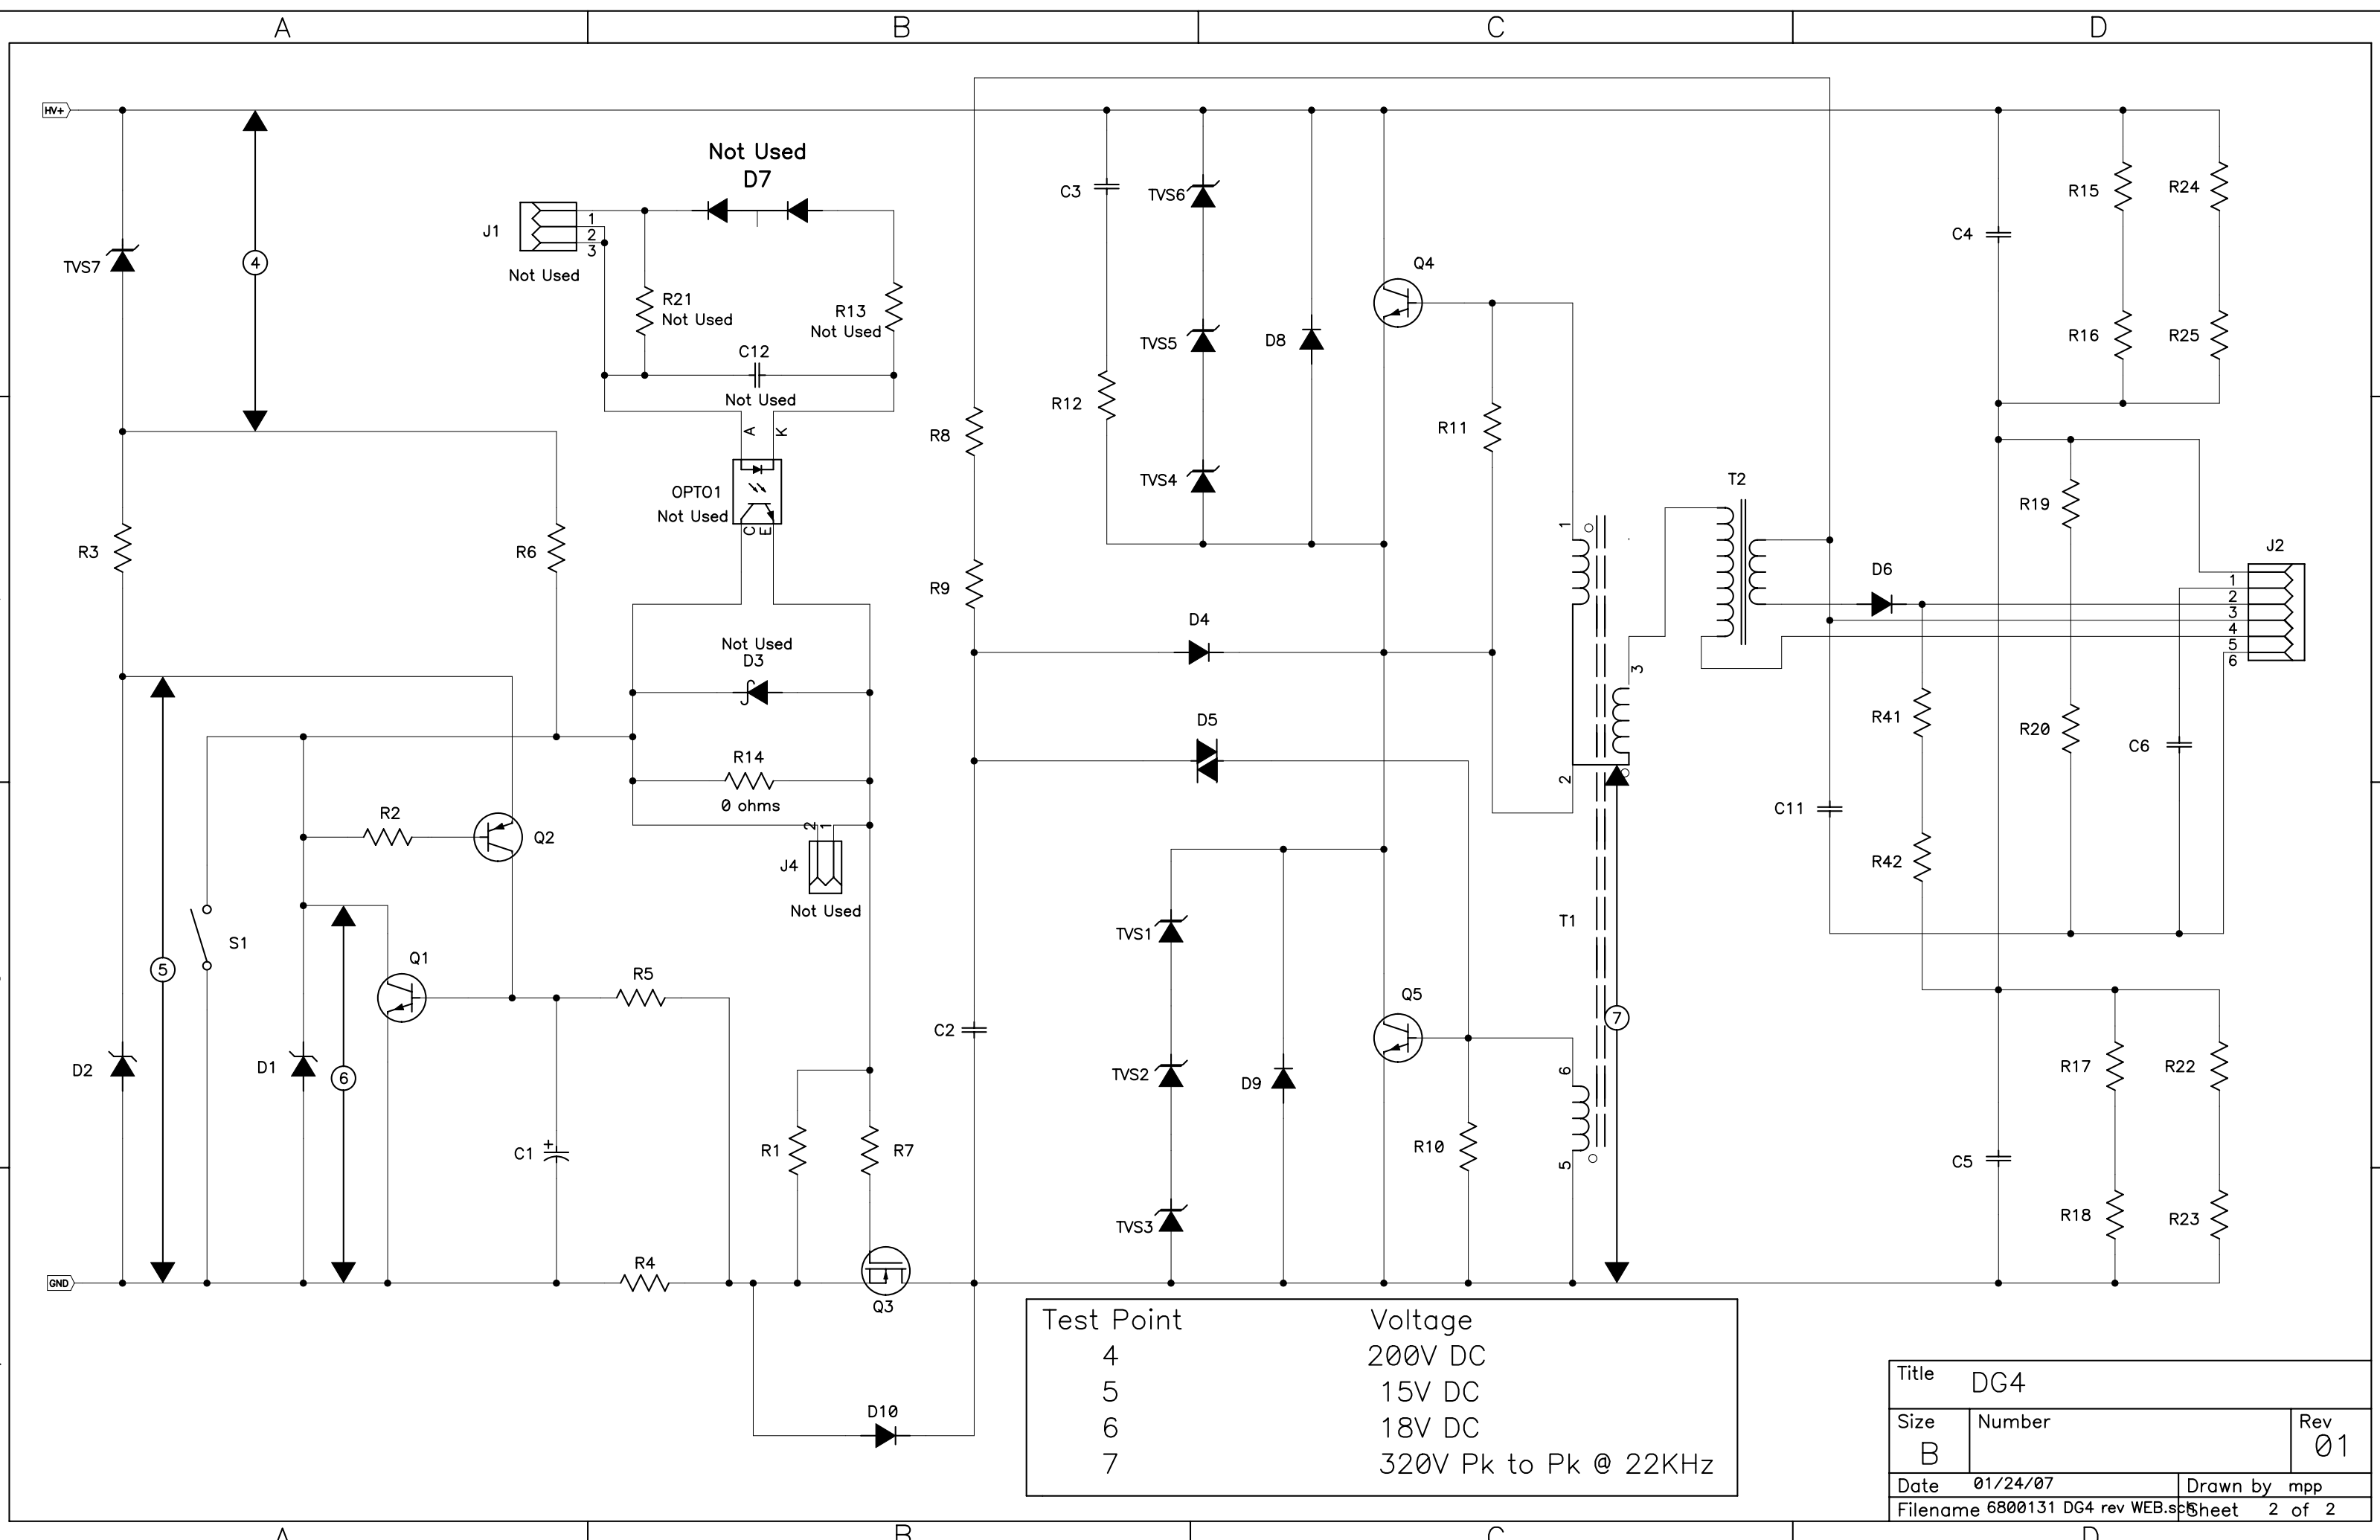 A B C D
HV+
Not Used
D7
C3 TVS6 R15 R24
J1 1
2
3
C4
TVS7 4 Q4
Not Used
R21
Not Used
R13
Not Used
TVS5 D8 R16 R25
C12
Not Used
R12
A K
R8 R11
TVS4 T2
OPTO1
Not Used
R19
C E
1
R3 R6 J2
D6
R9 1
2
3
4
5
6
D4
Not Used
D3
3
D5 R41 R20
C6
R14
0 ohms
2
C11
R2 Q2
2 1
J4 R42
Not Used
T1
TVS1
S1
Q1
5 R5
Q5
7
C2
D2 D1 6 TVS2 D9 6 R17 R22
C1 + R1 R7 R10 5 C5
TVS3 R18 R23
R4
GND
Q3
Test Point Voltage
4 200V DC
5 15V DC
6 18V DC
7 320V Pk to Pk @ 22KHz
D10
Title DG4
Size Number Rev
B 01
Date 01/24/07 Drawn by mpp
Filename 6800131 DG4 rev WEB.sch Sheet 2 of 2
A B C D